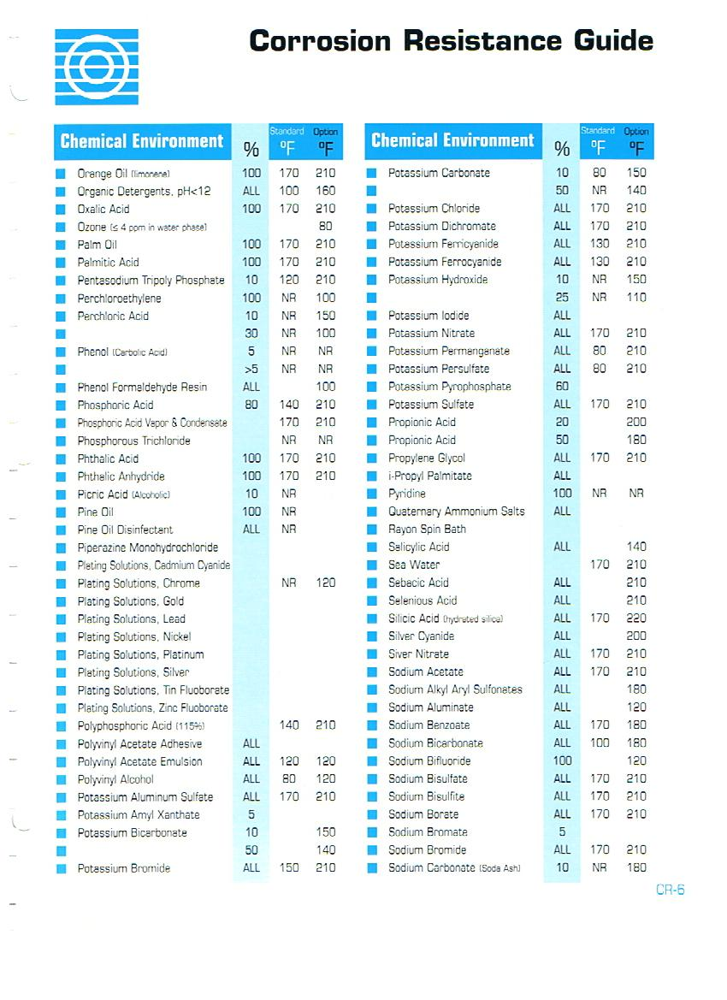 Corrosion Resistance Guide
Chemical Environment % Standard °F Option °F
Orange Oil (limonene) 100 170 210
Organic Detergents, pH<12 ALL 100 160
Oxalic Acid 100 170 210
Ozone (≤ 4 ppm in water phase) 80
Palm Oil 100 170 210
Palmitic Acid 100 170 210
Pentasodium Tripoly Phosphate 10 120 210
Perchloroethylene 100 NR 100
Perchloric Acid 10 NR 150
30 NR 100
Phenol (Carbolic Acid) 5 NR NR
>5 NR NR
Phenol Formaldehyde Resin ALL 100
Phosphoric Acid 80 140 210
Phosphoric Acid Vapor & Condensate 170 210
Phosphorous Trichloride NR NR
Phthalic Acid 100 170 210
Phthalic Anhydride 100 170 210
Picric Acid (Alcoholic) 10 NR
Pine Oil 100 NR
Pine Oil Disinfectant ALL NR
Piperazine Monohydrochloride
Plating Solutions, Cadmium Cyanide
Plating Solutions, Chrome NR 120
Plating Solutions, Gold
Plating Solutions, Lead
Plating Solutions, Nickel
Plating Solutions, Platinum
Plating Solutions, Silver
Plating Solutions, Tin Fluoborate
Plating Solutions, Zinc Fluoborate
Polyphosphoric Acid (115%) 140 210
Polyvinyl Acetate Adhesive ALL
Polyvinyl Acetate Emulsion ALL 120 120
Polyvinyl Alcohol ALL 80 120
Potassium Aluminum Sulfate ALL 170 210
Potassium Amyl Xanthate 5
Potassium Bicarbonate 10 150
50 140
Potassium Bromide ALL 150 210
Chemical Environment % Standard °F Option °F
Potassium Carbonate 10 80 150
50 NR 140
Potassium Chloride ALL 170 210
Potassium Dichromate ALL 170 210
Potassium Ferricyanide ALL 130 210
Potassium Ferrocyanide ALL 130 210
Potassium Hydroxide 10 NR 150
25 NR 110
Potassium Iodide ALL
Potassium Nitrate ALL 170 210
Potassium Permanganate ALL 80 210
Potassium Persulfate ALL 80 210
Potassium Pyrophosphate 60
Potassium Sulfate ALL 170 210
Propionic Acid 20 200
Propionic Acid 50 180
Propylene Glycol ALL 170 210
i-Propyl Palmitate ALL
Pyridine 100 NR NR
Quaternary Ammonium Salts ALL
Rayon Spin Bath
Salicylic Acid ALL 140
Sea Water 170 210
Sebacic Acid ALL 210
Selenious Acid ALL 210
Silicic Acid (hydrated silica) ALL 170 220
Silver Cyanide ALL 200
Siver Nitrate ALL 170 210
Sodium Acetate ALL 170 210
Sodium Alkyl Aryl Sulfonates ALL 180
Sodium Aluminate ALL 120
Sodium Benzoate ALL 170 180
Sodium Bicarbonate ALL 100 180
Sodium Bifluoride 100 120
Sodium Bisulfate ALL 170 210
Sodium Bisulfite ALL 170 210
Sodium Borate ALL 170 210
Sodium Bromate 5
Sodium Bromide ALL 170 210
Sodium Carbonate (Soda Ash) 10 NR 180
CR-6